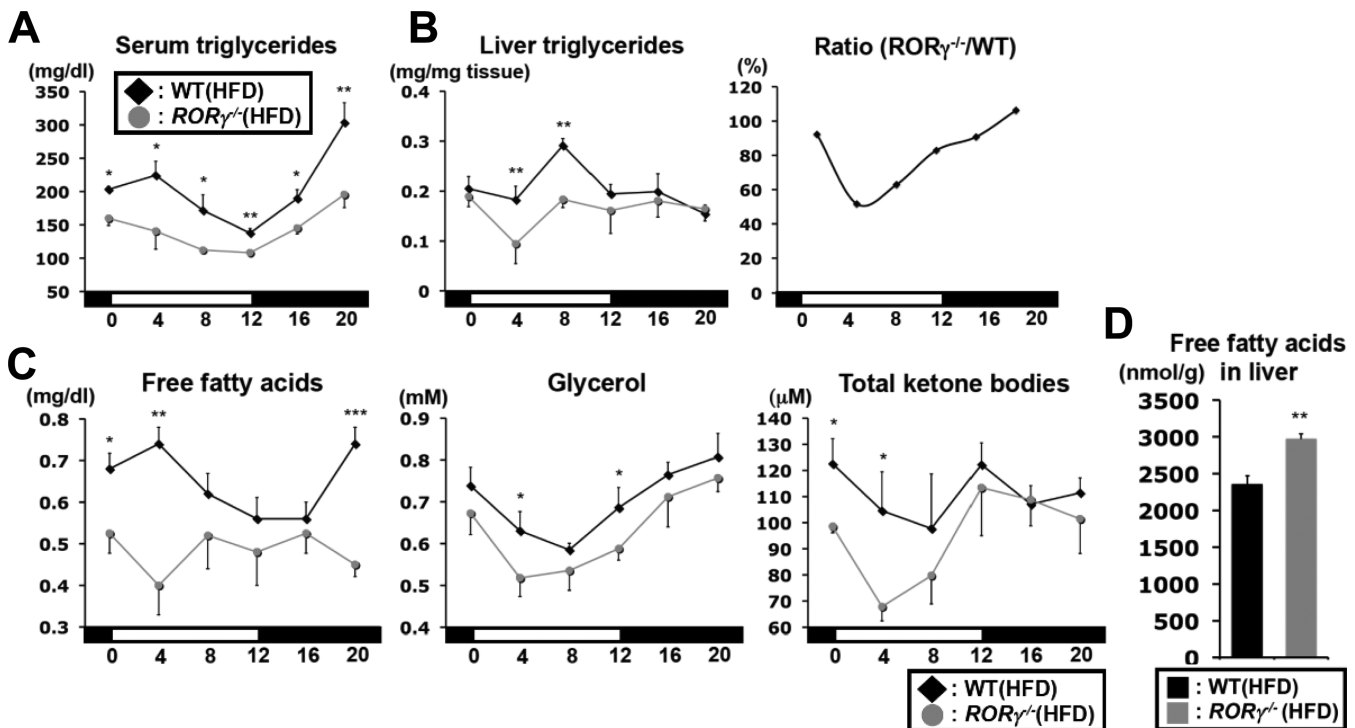 A
Serum triglycerides
(mg/dl)
◆ : WT(HFD)
● : RORγ-/-(HFD)
350
300
250
200
150
100
50
* * * ** * **
0 4 8 12 16 20
B
Liver triglycerides
(mg/mg tissue)
0.4
0.3
0.2
0.1
0
** **
0 4 8 12 16 20
Ratio (RORγ-/-/WT)
(%)
120
100
80
60
40
20
0
0 4 8 12 16 20
C
Free fatty acids
(mg/dl)
0.8
0.7
0.6
0.5
0.4
0.3
* ** ***
0 4 8 12 16 20
Glycerol
(mM)
0.9
0.8
0.7
0.6
0.5
0.4
* *
0 4 8 12 16 20
Total ketone bodies
(μM)
140
130
120
110
100
90
80
70
60
* *
0 4 8 12 16 20
◆ : WT(HFD)
● : RORγ-/-(HFD)
D
Free fatty acids
in liver
(nmol/g)
3500
3000
2500
2000
1500
1000
500
0
**
■ : WT(HFD)
■ : RORγ-/-(HFD)